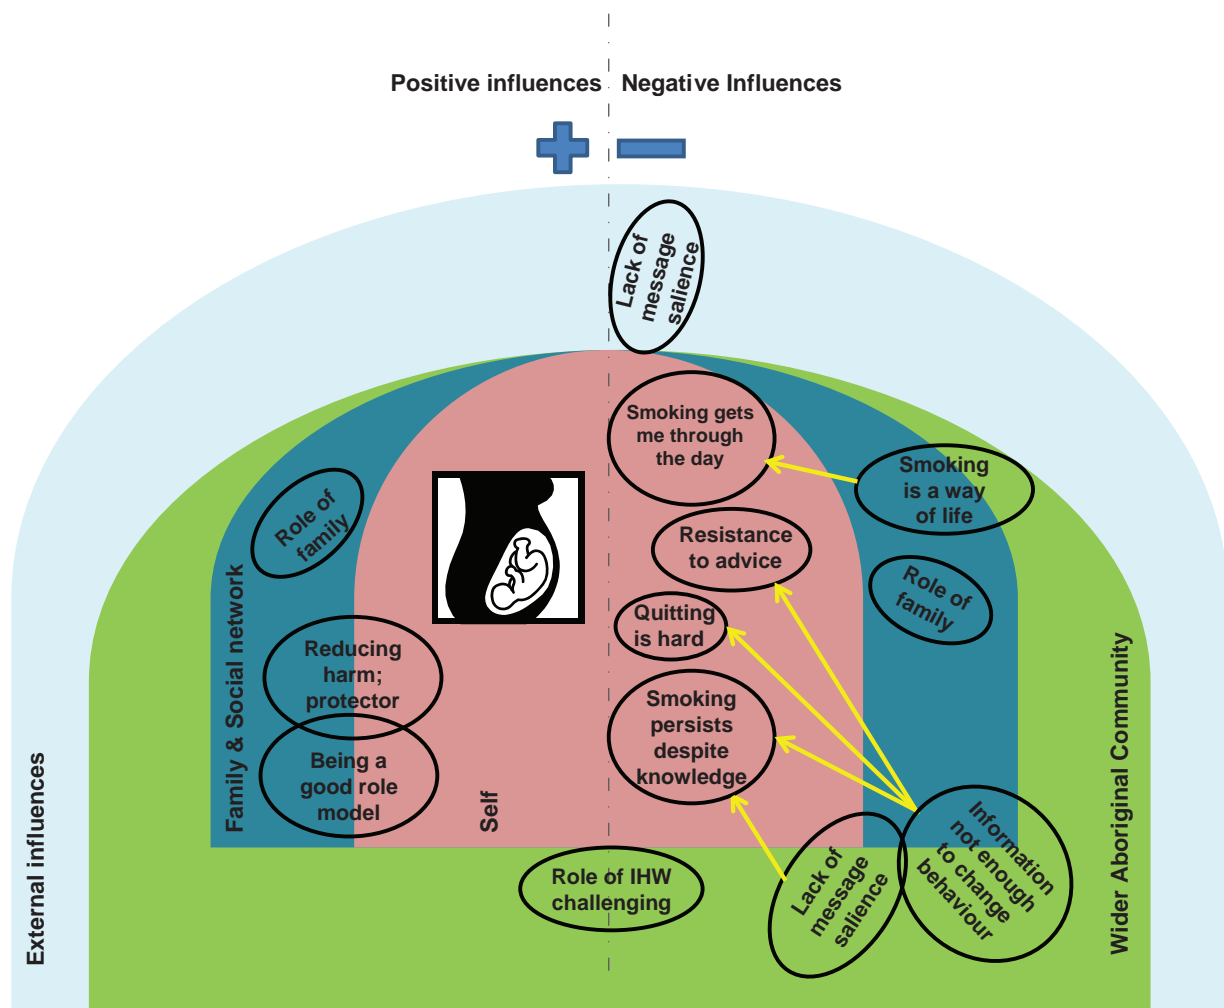 Positive influences
Negative Influences
Lack of
message
salience
Smoking gets
me through
the day
Smoking
is a way
of life
Role of
family
Resistance
to advice
Role of
family
Quitting
is hard
Reducing
harm;
protector
Smoking
persists
despite
knowledge
Being a
good role
model
Family & Social network
Self
External influences
Wider Aboriginal Community
Role of IHW
challenging
Lack of
message
salience
Information
not enough
to change
behaviour